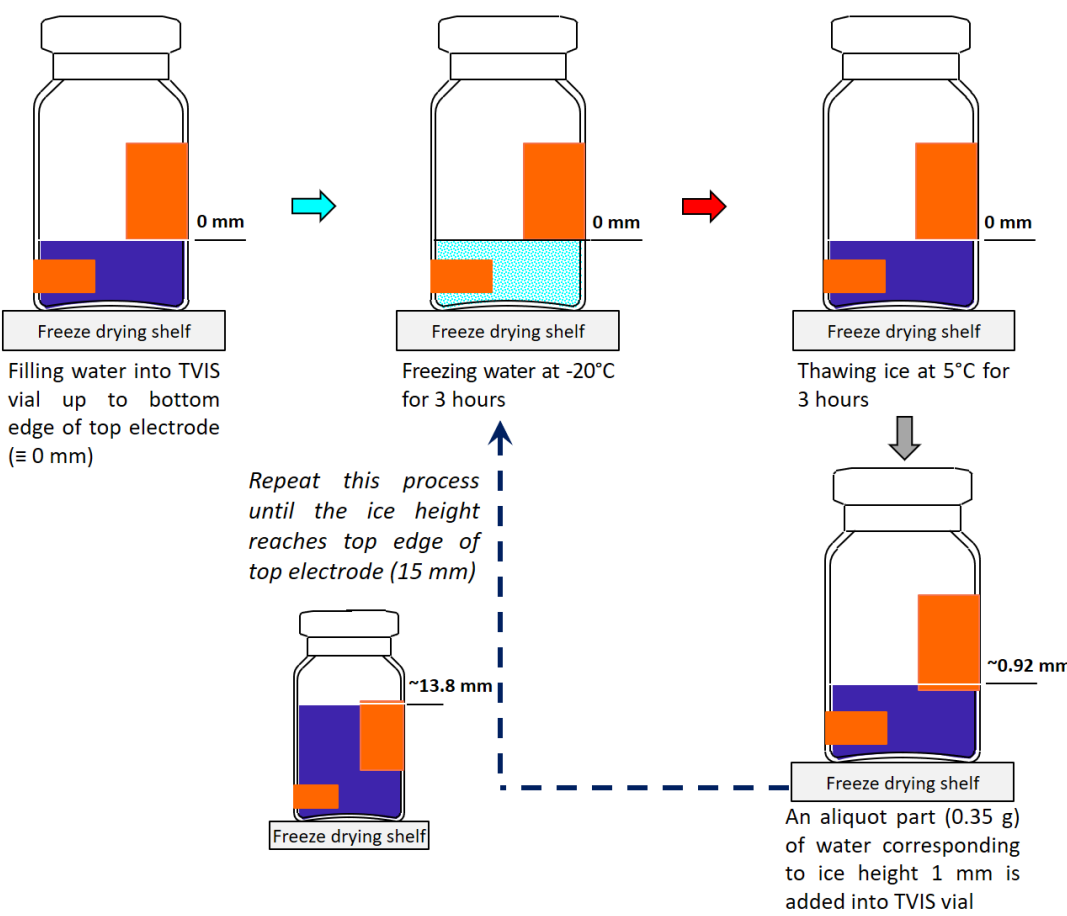 0 mm
0 mm
0 mm
Freeze drying shelf
Freeze drying shelf
Freeze drying shelf
Filling water into TVIS
vial up to bottom
edge of top electrode
(≡ 0 mm)
Freezing water at -20°C
for 3 hours
Thawing ice at 5°C for
3 hours
Repeat this process
until the ice height
reaches top edge of
top electrode (15 mm)
~13.8 mm
Freeze drying shelf
~0.92 mm
Freeze drying shelf
An aliquot part (0.35 g)
of water corresponding
to ice height 1 mm is
added into TVIS vial